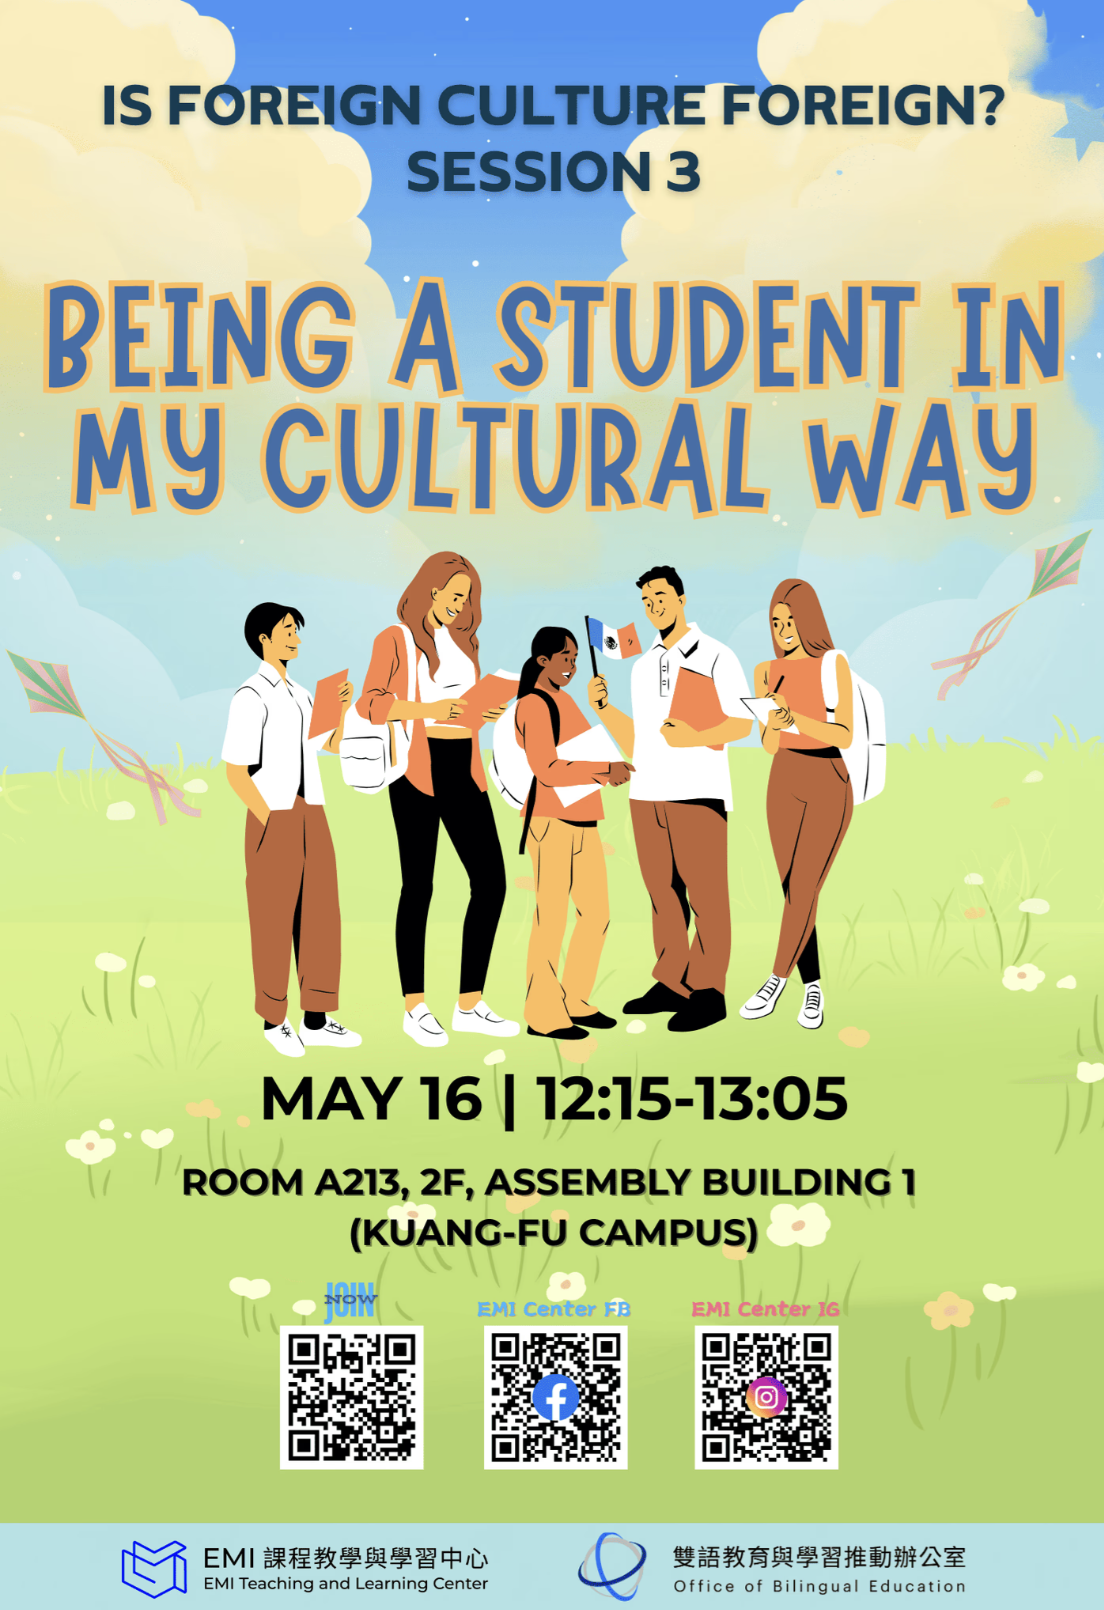 IS FOREIGN CULTURE FOREIGN?
SESSION 3
BEING A STUDENT IN
MY CULTURAL WAY
MAY 16 | 12:15-13:05
ROOM A213, 2F, ASSEMBLY BUILDING 1
(KUANG-FU CAMPUS)
JOIN
NOW
EMI Center FB
EMI Center IG
EMI 課程教學與學習中心
EMI Teaching and Learning Center
雙語教育與學習推動辦公室
Office of Bilingual Education